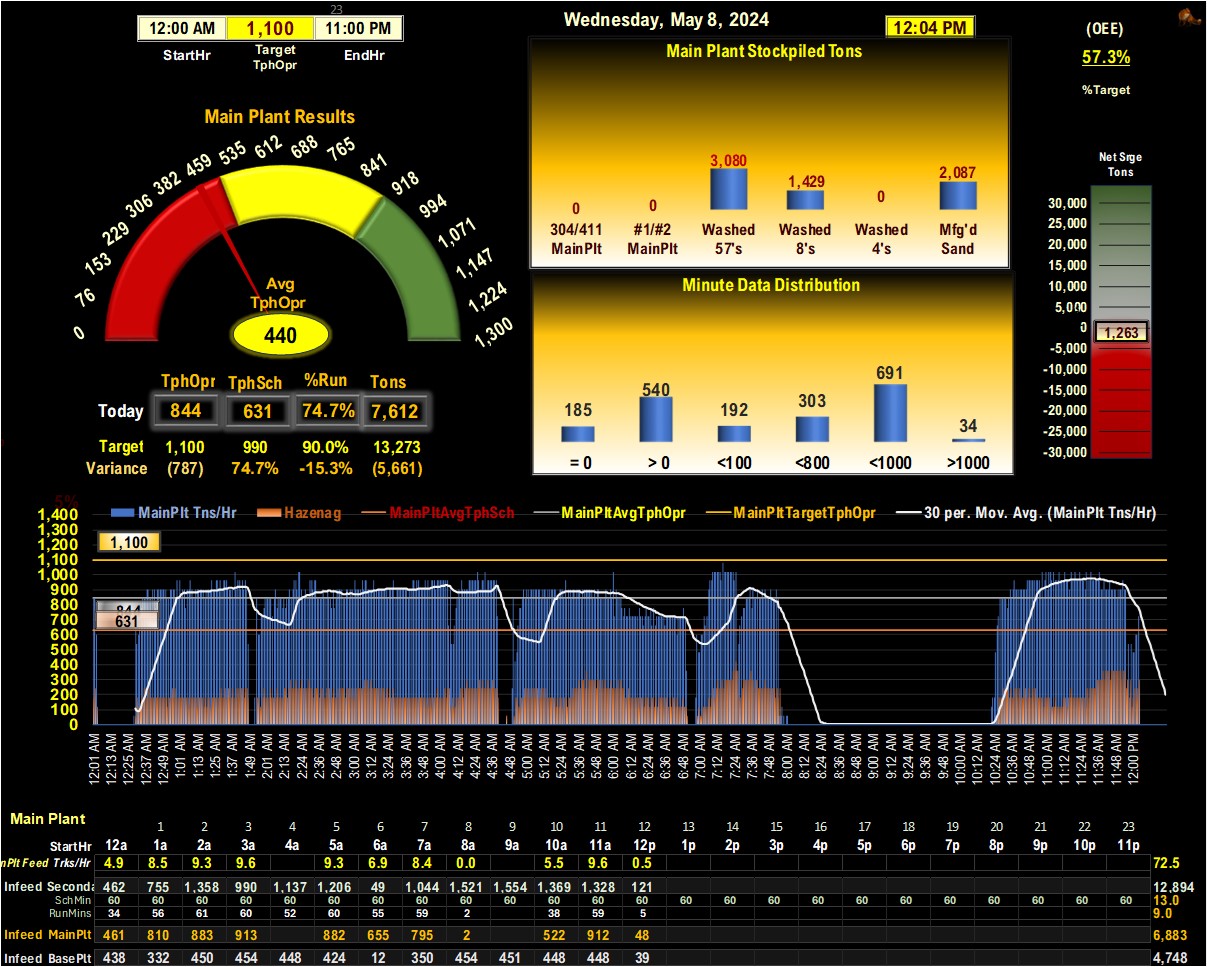 23
12:00 AM 1,100 11:00 PM
StartHr Target TphOpr EndHr
Wednesday, May 8, 2024
12:04 PM
(OEE)
57.3%
%Target
Main Plant Results
0 76 153 229 306 382 459 535 612 688 765 841 918 994 1,071 1,147 1,224 1,300
Avg
TphOpr
440
TphOpr TphSch %Run Tons
Today 844 631 74.7% 7,612
Target 1,100 990 90.0% 13,273
Variance (787) 74.7% -15.3% (5,661)
Main Plant Stockpiled Tons
0 0 3,080 1,429 0 2,087
304/411 #1/#2 Washed Washed Washed Mfg'd
MainPlt MainPlt 57's 8's 4's Sand
Minute Data Distribution
185 540 192 303 691 34
= 0 > 0 <100 <800 <1000 >1000
Net Srge
Tons
30,000
25,000
20,000
15,000
10,000
5,000
0
1,263
-5,000
-10,000
-15,000
-20,000
-25,000
-30,000
5%
MainPlt Tns/Hr Hazenag MainPltAvgTphSch MainPltAvgTphOpr MainPltTargetTphOpr 30 per. Mov. Avg. (MainPlt Tns/Hr)
1,400
1,300
1,200
1,100
1,000
900
800
700
600
500
400
300
200
100
0
1,100
844
631
12:01 AM 12:13 AM 12:25 AM 12:37 AM 12:49 AM 1:01 AM 1:13 AM 1:25 AM 1:37 AM 1:49 AM 2:01 AM 2:13 AM 2:24 AM 2:36 AM 2:48 AM 3:00 AM 3:12 AM 3:24 AM 3:36 AM 3:48 AM 4:00 AM 4:12 AM 4:24 AM 4:36 AM 4:48 AM 5:00 AM 5:12 AM 5:24 AM 5:36 AM 5:48 AM 6:00 AM 6:12 AM 6:24 AM 6:36 AM 6:48 AM 7:00 AM 7:12 AM 7:24 AM 7:36 AM 7:48 AM 8:00 AM 8:12 AM 8:24 AM 8:36 AM 8:48 AM 9:00 AM 9:12 AM 9:24 AM 9:36 AM 9:48 AM 10:00 AM 10:12 AM 10:24 AM 10:36 AM 10:48 AM 11:00 AM 11:12 AM 11:24 AM 11:36 AM 11:48 AM 12:00 PM
Main Plant
1 2 3 4 5 6 7 8 9 10 11 12 13 14 15 16 17 18 19 20 21 22 23
StartHr 12a 1a 2a 3a 4a 5a 6a 7a 8a 9a 10a 11a 12p 1p 2p 3p 4p 5p 6p 7p 8p 9p 10p 11p
nPlt Feed Trks/Hr 4.9 8.5 9.3 9.6 9.3 6.9 8.4 0.0 5.5 9.6 0.5 72.5
Infeed Seconda 462 755 1,358 990 1,137 1,206 49 1,044 1,521 1,554 1,369 1,328 121 12,894
SchMin 60 60 60 60 60 60 60 60 60 60 60 60 60 60 60 60 60 60 60 60 60 60 60 60 13.0
RunMins 34 56 61 60 52 60 55 59 2 38 59 5 9.0
Infeed MainPlt 461 810 883 913 882 655 795 2 522 912 48 6,883
Infeed BasePlt 438 332 450 454 448 424 12 350 454 451 448 448 39 4,748